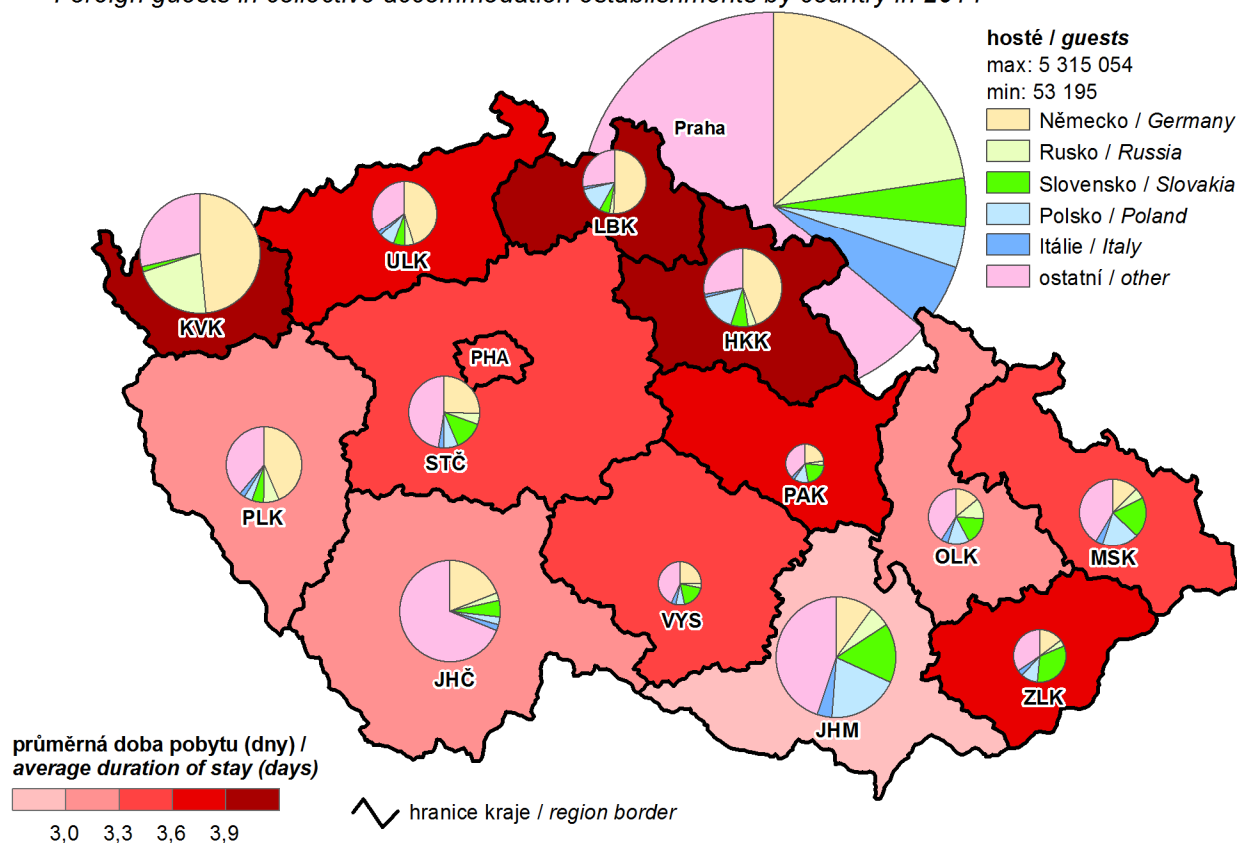 hosté / guests
max: 5 315 054
min: 53 195
Německo / Germany
Rusko / Russia
Slovensko / Slovakia
Polsko / Poland
Itálie / Italy
ostatní / other
Praha
LBK
ULK
KVK
HKK
PHA
STČ
PAK
PLK
OLK
MSK
VYS
JHČ
ZLK
JHM
průměrná doba pobytu (dny) /
average duration of stay (days)
3,0 3,3 3,6 3,9
hranice kraje / region border